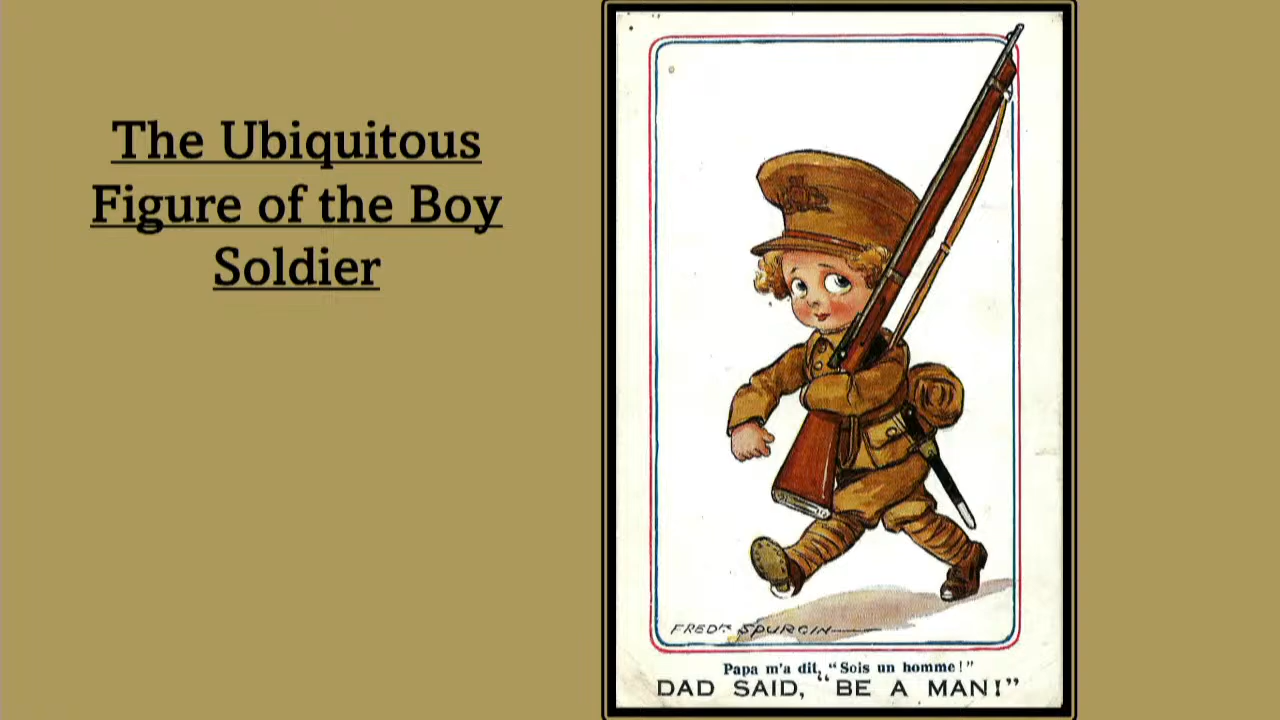 The Ubiquitous
Figure of the Boy
Soldier
FREDK SPURGIN
Papa m'a dit, "Sois un homme!"
DAD SAID, "BE A MAN!"